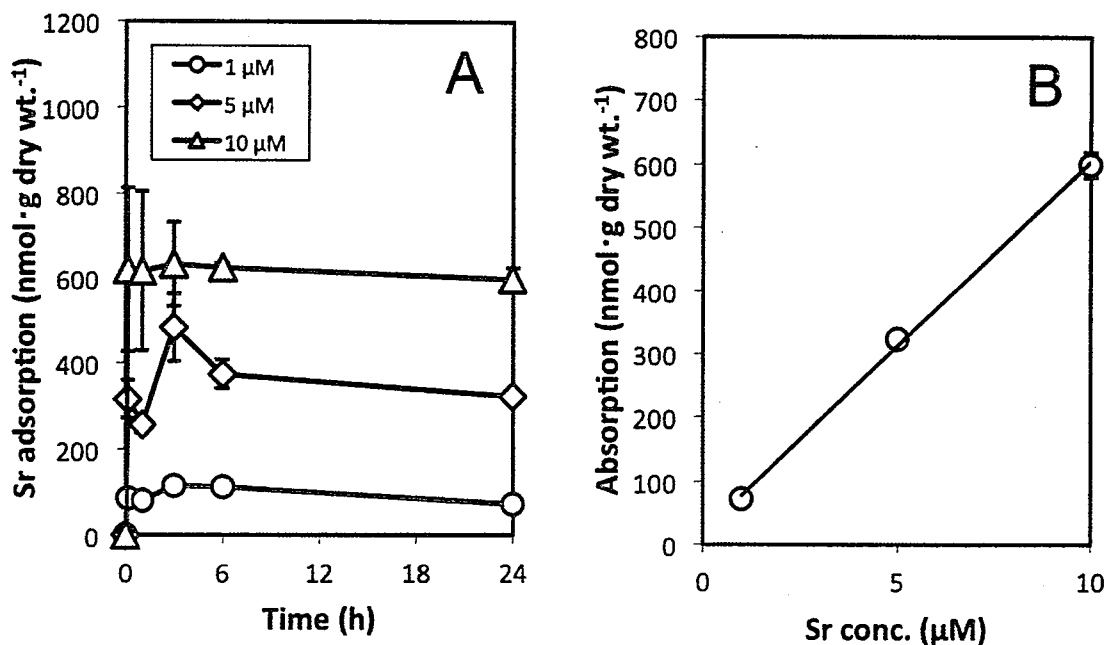 A
Sr adsorption (nmol·g dry wt.⁻¹)
1200
1000
800
600
400
200
0
1 µM
5 µM
10 µM
0
6
12
18
24
Time (h)
B
Absorption (nmol·g dry wt.⁻¹)
800
700
600
500
400
300
200
100
0
0
5
10
Sr conc. (µM)